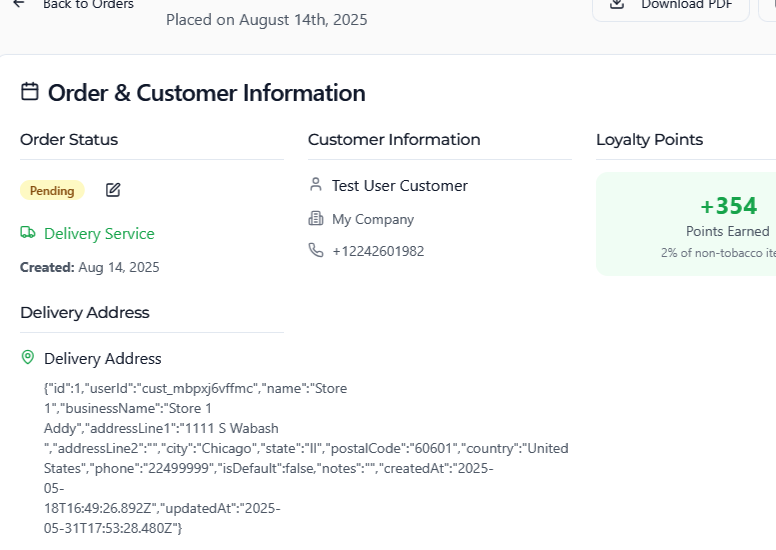 Back to Orders
Placed on August 14th, 2025
Download PDF
Order & Customer Information
Order Status
Pending
Delivery Service
Created: Aug 14, 2025
Customer Information
Test User Customer
My Company
+12242601982
Loyalty Points
+354
Points Earned
2% of non-tobacco ite
Delivery Address
Delivery Address
{"id":1,"userId":"cust_mbpxj6vffmc","name":"Store
1","businessName":"Store 1
Addy","addressLine1":"1111 S Wabash
","addressLine2":"","city":"Chicago","state":"Il","postalCode":"60601","country":"United
States","phone":"22499999","isDefault":false,"notes":"","createdAt":"2025-
05-
18T16:49:26.892Z","updatedAt":"2025-
05-31T17:53:28.480Z"}